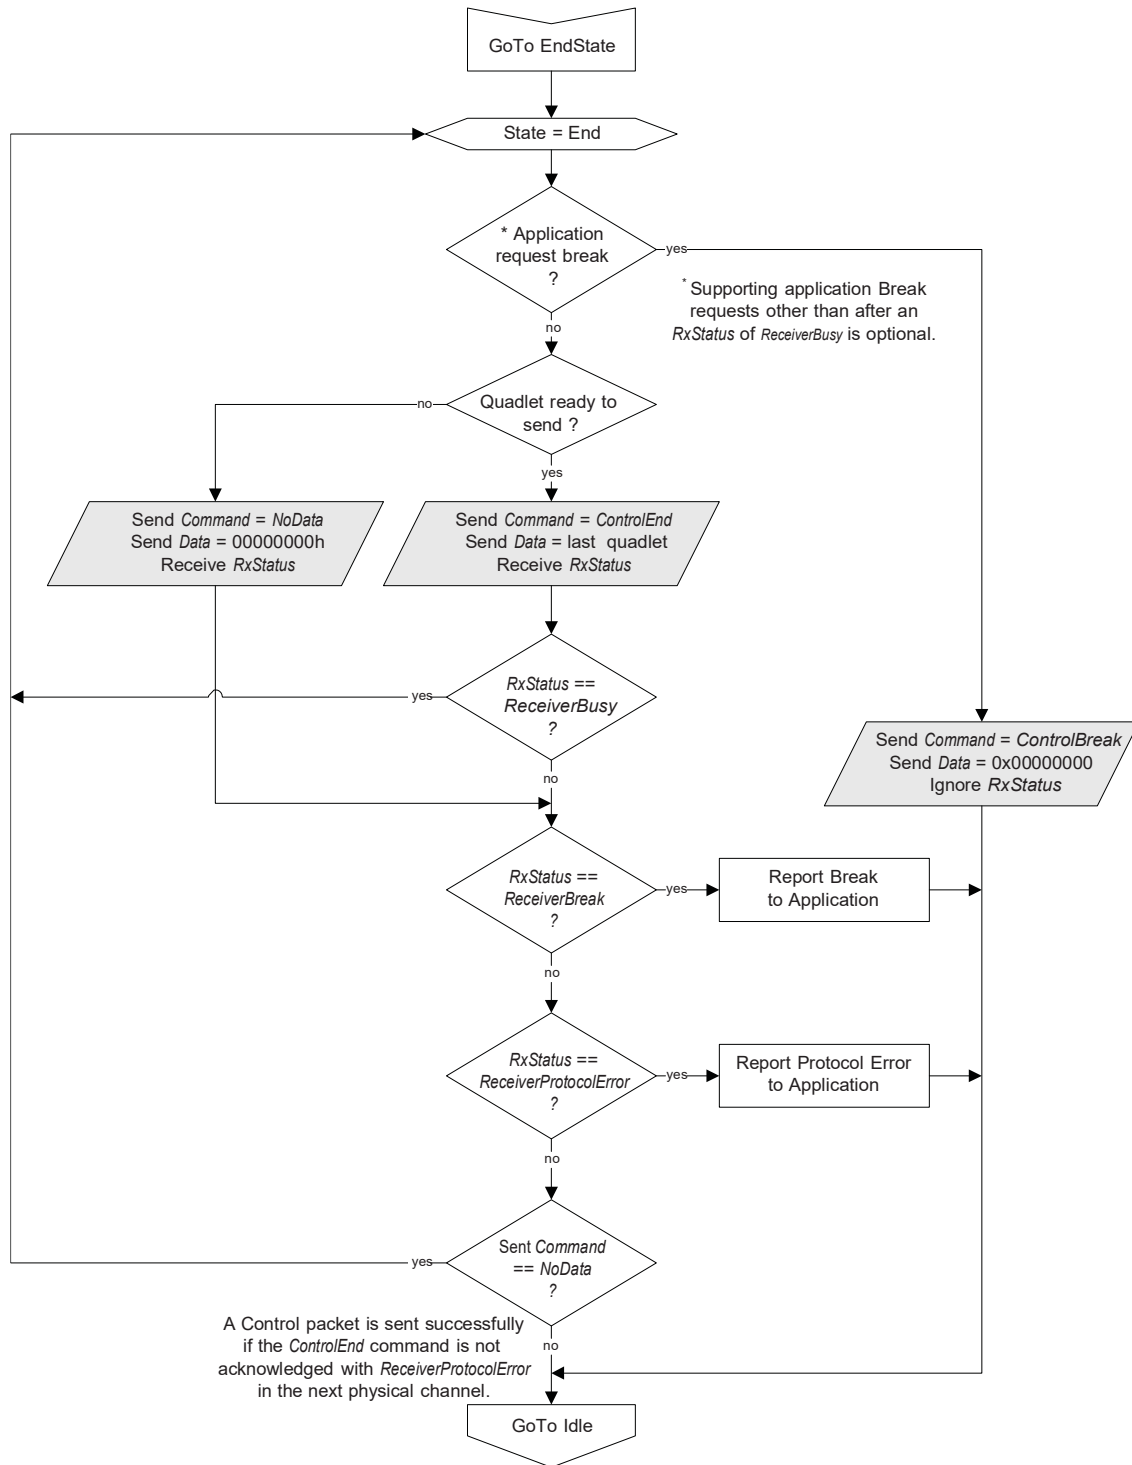 GoTo EndState
State = End
* Application
request break
?
yes
* Supporting application Break
requests other than after an
RxStatus of ReceiverBusy is optional.
no
Quadlet ready to
send ?
no
yes
Send Command = NoData
Send Data = 00000000h
Receive RxStatus
Send Command = ControlEnd
Send Data = last quadlet
Receive RxStatus
RxStatus ==
ReceiverBusy
?
yes
no
Send Command = ControlBreak
Send Data = 0x00000000
Ignore RxStatus
RxStatus ==
ReceiverBreak
?
yes
Report Break
to Application
no
RxStatus ==
ReceiverProtocolError
?
yes
Report Protocol Error
to Application
no
Sent Command
== NoData
?
yes
no
A Control packet is sent successfully
if the ControlEnd command is not
acknowledged with ReceiverProtocolError
in the next physical channel.
GoTo Idle